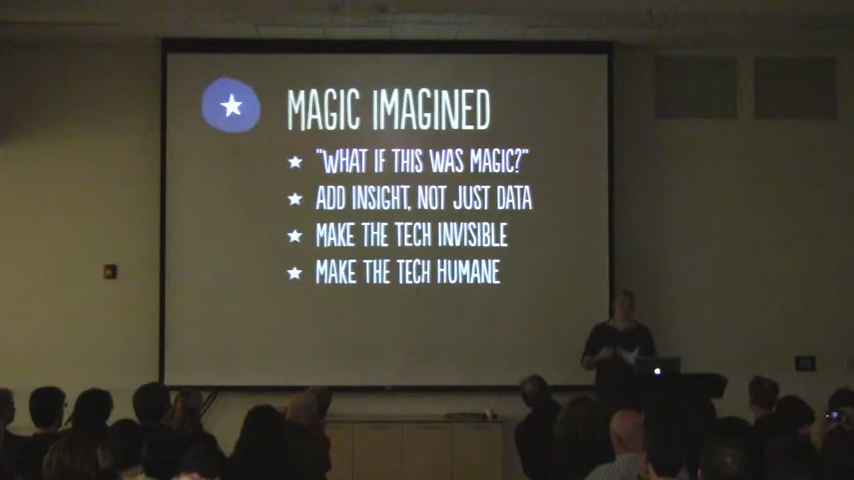 MAGIC IMAGINED
"WHAT IF THIS WAS MAGIC?"
ADD INSIGHT, NOT JUST DATA
MAKE THE TECH INVISIBLE
MAKE THE TECH HUMANE